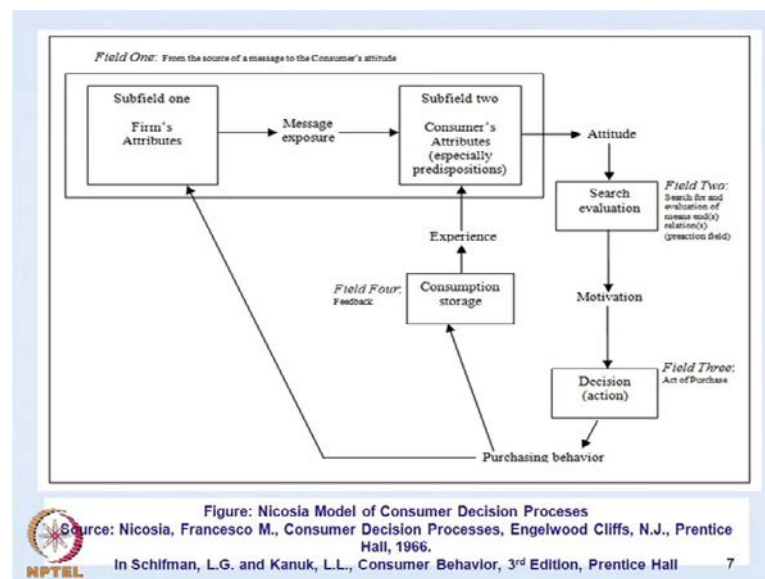 Field One: From the source of a message to the Consumer's attitude
Subfield one
Firm's
Attributes
Message
exposure
Subfield two
Consumer's
Attributes
(especially
predispositions)
Attitude
Search
evaluation
Field Two:
Search for and
evaluation of
means end(s)
relation(s)
(preaction field)
Experience
Field Four:
Feedback
Consumption
storage
Motivation
Decision
(action)
Field Three:
Act of Purchase
Purchasing behavior
Figure: Nicosia Model of Consumer Decision Proceses
Source: Nicosia, Francesco M., Consumer Decision Processes, Engelwood Cliffs, N.J., Prentice
Hall, 1966.
In Schifman, L.G. and Kanuk, L.L., Consumer Behavior, 3rd Edition, Prentice Hall
7
NPTEL